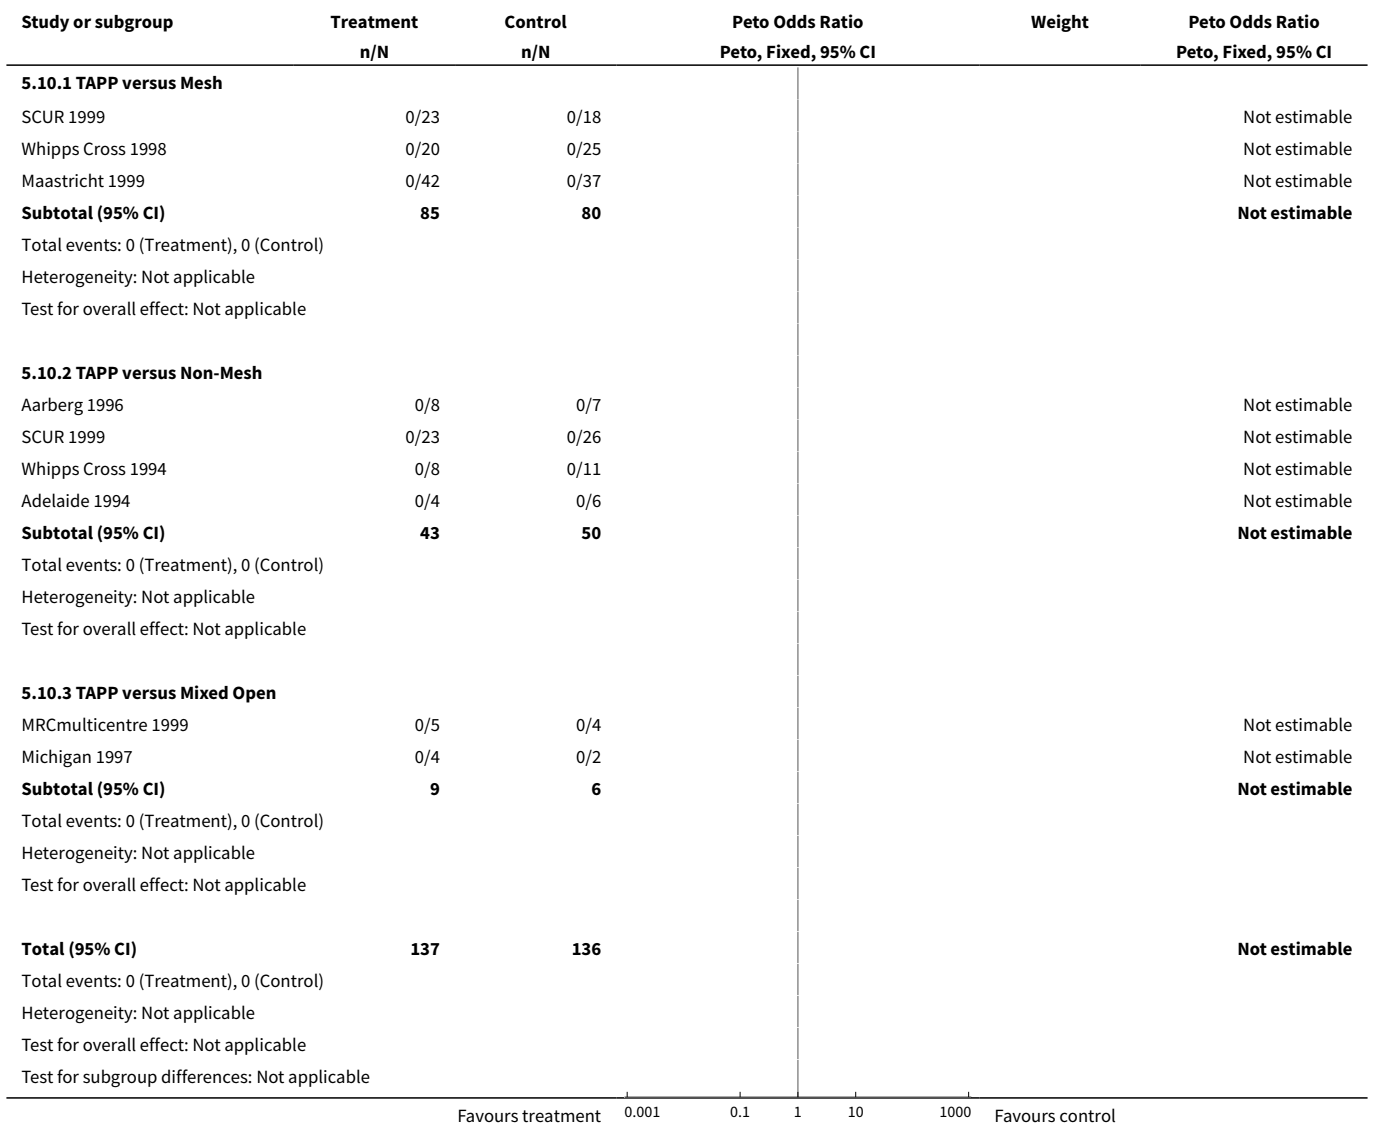 Study or subgroup Treatment Control Peto Odds Ratio Weight Peto Odds Ratio
n/N n/N Peto, Fixed, 95% CI Peto, Fixed, 95% CI
5.10.1 TAPP versus Mesh
SCUR 1999 0/23 0/18 Not estimable
Whipps Cross 1998 0/20 0/25 Not estimable
Maastricht 1999 0/42 0/37 Not estimable
Subtotal (95% CI) 85 80 Not estimable
Total events: 0 (Treatment), 0 (Control)
Heterogeneity: Not applicable
Test for overall effect: Not applicable
5.10.2 TAPP versus Non-Mesh
Aarberg 1996 0/8 0/7 Not estimable
SCUR 1999 0/23 0/26 Not estimable
Whipps Cross 1994 0/8 0/11 Not estimable
Adelaide 1994 0/4 0/6 Not estimable
Subtotal (95% CI) 43 50 Not estimable
Total events: 0 (Treatment), 0 (Control)
Heterogeneity: Not applicable
Test for overall effect: Not applicable
5.10.3 TAPP versus Mixed Open
MRCmulticentre 1999 0/5 0/4 Not estimable
Michigan 1997 0/4 0/2 Not estimable
Subtotal (95% CI) 9 6 Not estimable
Total events: 0 (Treatment), 0 (Control)
Heterogeneity: Not applicable
Test for overall effect: Not applicable
Total (95% CI) 137 136 Not estimable
Total events: 0 (Treatment), 0 (Control)
Heterogeneity: Not applicable
Test for overall effect: Not applicable
Test for subgroup differences: Not applicable
Favours treatment 0.001 0.1 1 10 1000 Favours control